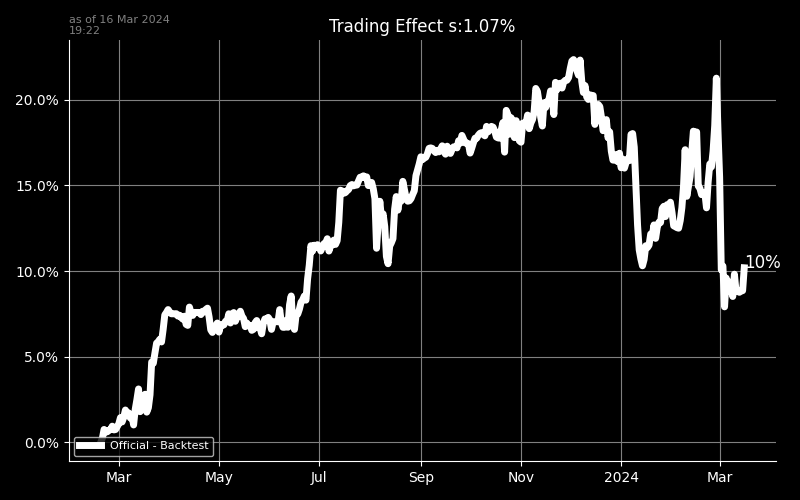 as of 16 Mar 2024
19:22
Trading Effect s:1.07%
20.0%
15.0%
10.0%
5.0%
0.0%
10%
Official - Backtest
Mar May Jul Sep Nov 2024 Mar